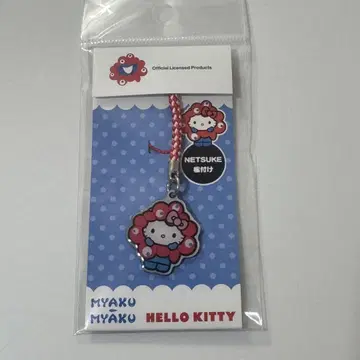 Official Licensed Products
NETSUKE
根付け
MYAKU
MYAKU
HELLO KITTY